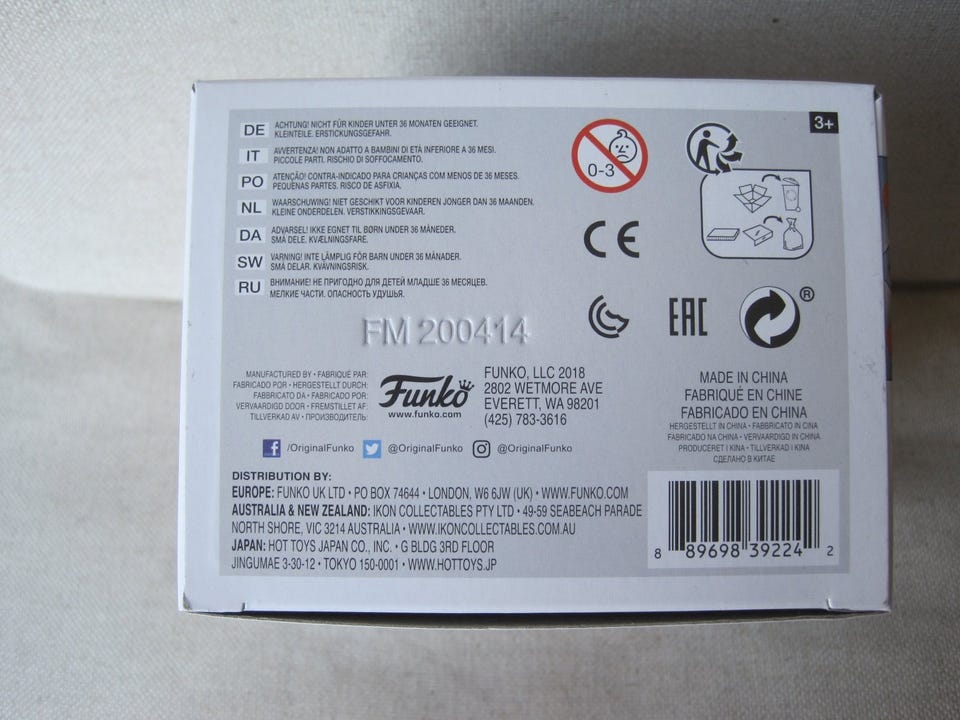 3+
DE ACHTUNG! NICHT FÜR KINDER UNTER 36 MONATEN GEEIGNET.
KLEINTEILE. ERSTICKUNGSGEFAHR.
IT AVVERTENZA! NON ADATTO A BAMBINI DI ETÀ INFERIORE A 36 MESI.
PICCOLE PARTI. RISCHIO DI SOFFOCAMENTO.
PO ATENÇÃO! CONTRA-INDICADO PARA CRIANÇAS COM MENOS DE 36 MESES.
PEQUENAS PARTES. RISCO DE ASFIXIA.
NL WAARSCHUWING! NIET GESCHIKT VOOR KINDEREN JONGER DAN 36 MAANDEN.
KLEINE ONDERDELEN. VERSTIKKINGSGEVAAR.
DA ADVARSEL! IKKE EGNET TIL BØRN UNDER 36 MÅNEDER.
SMÅ DELE. KVÆLNINGSFARE.
SW VARNING! INTE LÄMPLIG FÖR BARN UNDER 36 MÅNADER.
SMÅ DELAR. KVÄVNINGSRISK.
RU ВНИМАНИЕ! НЕ ПРИГОДНО ДЛЯ ДЕТЕЙ МЛАДШЕ 36 МЕСЯЦЕВ.
МЕЛКИЕ ЧАСТИ. ОПАСНОСТЬ УДУШЬЯ.
0-3
CE
EAC
®
FM 200414
MANUFACTURED BY • FABRIQUÉ PAR:
FABRICADO POR • HERGESTELLT DURCH:
FABBRICATO DA • FABRICADO POR:
VERVAARDIGD DOOR • FREMSTILLET AF:
TILLVERKAD AV • ПРОИЗВОДИТЕЛЬ:
Funko
www.funko.com
FUNKO, LLC 2018
2802 WETMORE AVE
EVERETT, WA 98201
(425) 783-3616
MADE IN CHINA
FABRIQUÉ EN CHINE
FABRICADO EN CHINA
HERGESTELLT IN CHINA • FABBRICATO IN CINA
FABRICADO NA CHINA • VERVAARDIGD IN CHINA
PRODUCERET I KINA • TILLVERKAD I KINA
СДЕЛАНО В КИТАЕ
f /OriginalFunko @OriginalFunko @OriginalFunko
DISTRIBUTION BY:
EUROPE: FUNKO UK LTD • PO BOX 74644 • LONDON, W6 6JW (UK) • WWW.FUNKO.COM
AUSTRALIA & NEW ZEALAND: IKON COLLECTABLES PTY LTD • 49-59 SEABEACH PARADE
NORTH SHORE, VIC 3214 AUSTRALIA • WWW.IKONCOLLECTABLES.COM.AU
JAPAN: HOT TOYS JAPAN CO., INC. • G BLDG 3RD FLOOR
JINGUMAE 3-30-12 • TOKYO 150-0001 • WWW.HOTTOYS.JP
8 89698 39224 2